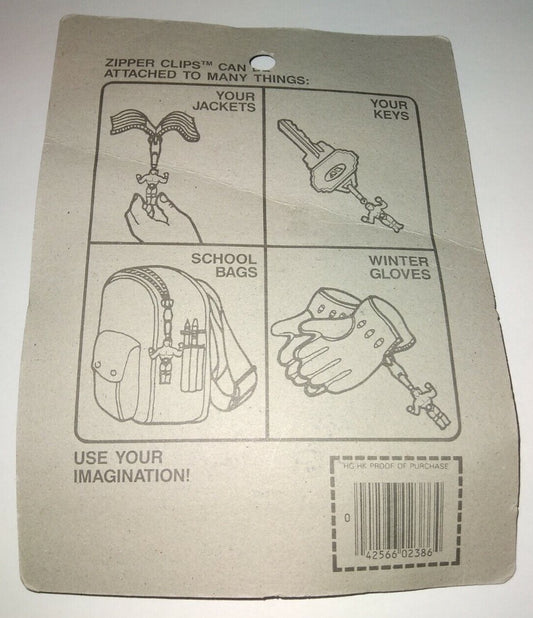 ZIPPER CLIPS™ CAN
ATTACHED TO MANY THINGS:
YOUR
JACKETS
YOUR
KEYS
SCHOOL
BAGS
WINTER
GLOVES
USE YOUR
IMAGINATION!
"HG HK PROOF OF PURCHASE"
0
42566 02386